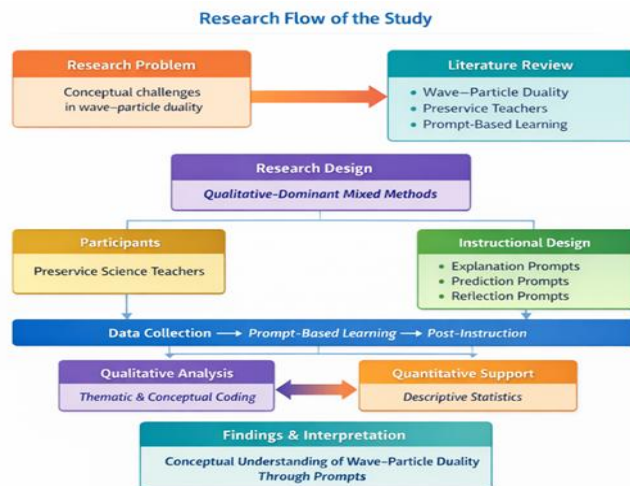 Research Flow of the Study
Research Problem
Conceptual challenges
in wave–particle duality
Literature Review
• Wave–Particle Duality
• Preservice Teachers
• Prompt-Based Learning
Research Design
Qualitative-Dominant Mixed Methods
Participants
Preservice Science Teachers
Instructional Design
• Explanation Prompts
• Prediction Prompts
• Reflection Prompts
Data Collection → Prompt-Based Learning → Post-Instruction
Qualitative Analysis
Thematic & Conceptual Coding
Quantitative Support
Descriptive Statistics
Findings & Interpretation
Conceptual Understanding of Wave–Particle Duality
Through Prompts